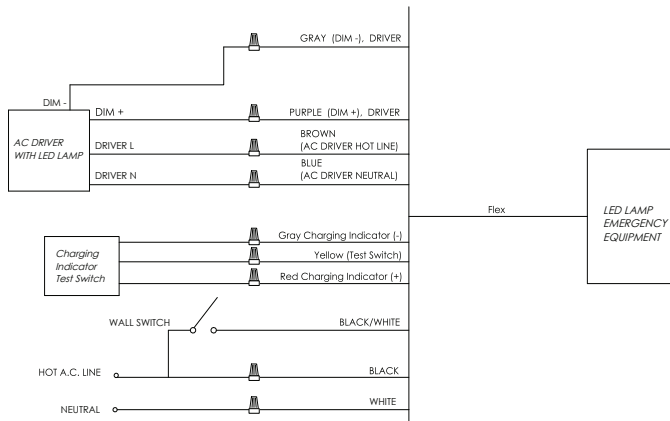 GRAY (DIM -), DRIVER
DIM -
DIM +
PURPLE (DIM +), DRIVER
AC DRIVER
WITH LED LAMP
DRIVER L
BROWN
(AC DRIVER HOT LINE)
DRIVER N
BLUE
(AC DRIVER NEUTRAL)
Flex
LED LAMP
EMERGENCY
EQUIPMENT
Charging
Indicator
Test Switch
Gray Charging Indicator (-)
Yellow (Test Switch)
Red Charging Indicator (+)
WALL SWITCH
BLACK/WHITE
HOT A.C. LINE
BLACK
NEUTRAL
WHITE